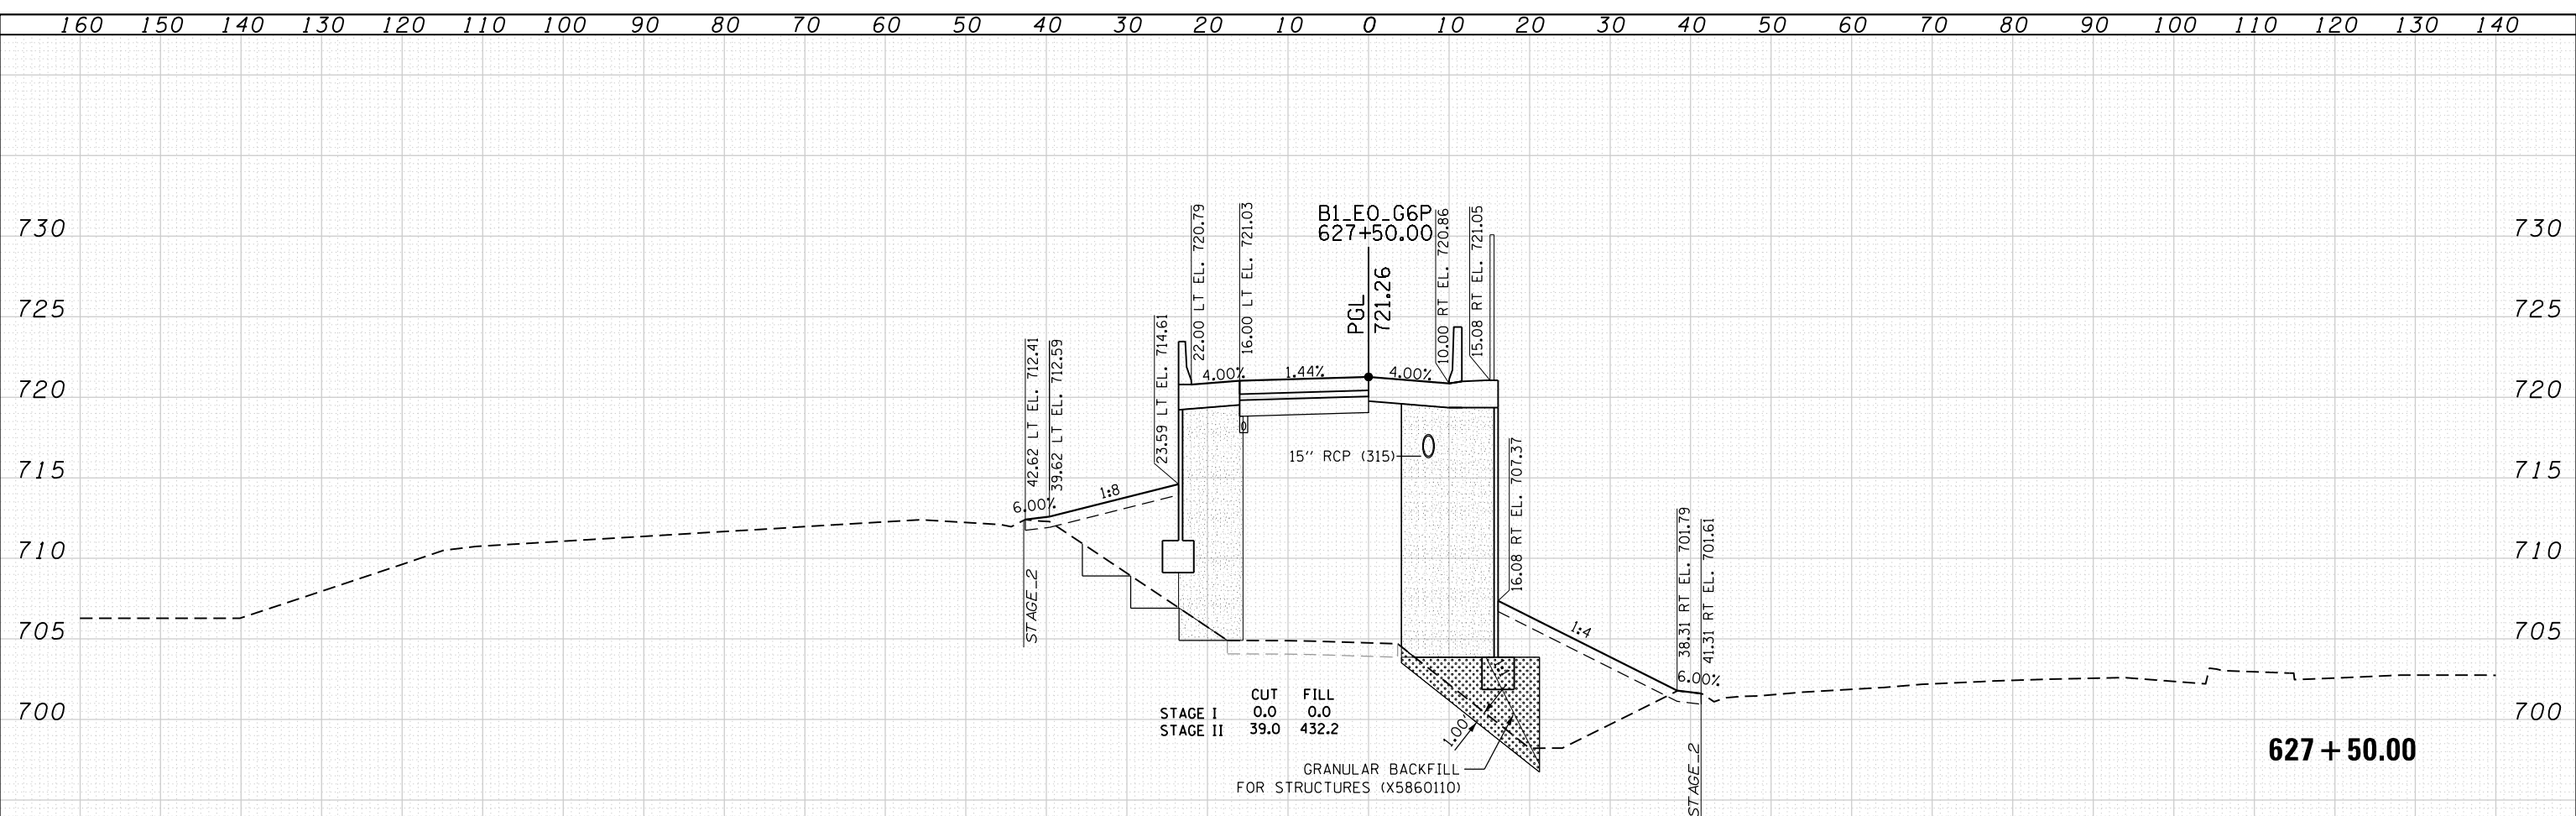 160 150 140 130 120 110 100 90 80 70 60 50 40 30 20 10 0 10 20 30 40 50 60 70 80 90 100 110 120 130 140
B1_EO_G6P
627+50.00
730 730
725 725
720 720
715 715
710 710
705 705
700 700
42.62 LT EL. 712.41
39.62 LT EL. 712.59
23.59 LT EL. 714.61
22.00 LT EL. 720.79
16.00 LT EL. 721.03
PGL
721.26
10.00 RT EL. 720.86
15.08 RT EL. 721.05
16.08 RT EL. 707.37
38.31 RT EL. 701.79
41.31 RT EL. 701.61
4.00% 1.44% 4.00%
15" RCP (315)
6.00% 1:8
1:4
6.00%
STAGE_2
CUT FILL
STAGE I 0.0 0.0
STAGE II 39.0 432.2
1.00'
GRANULAR BACKFILL
FOR STRUCTURES (X5860110)
STAGE_2
627+50.00